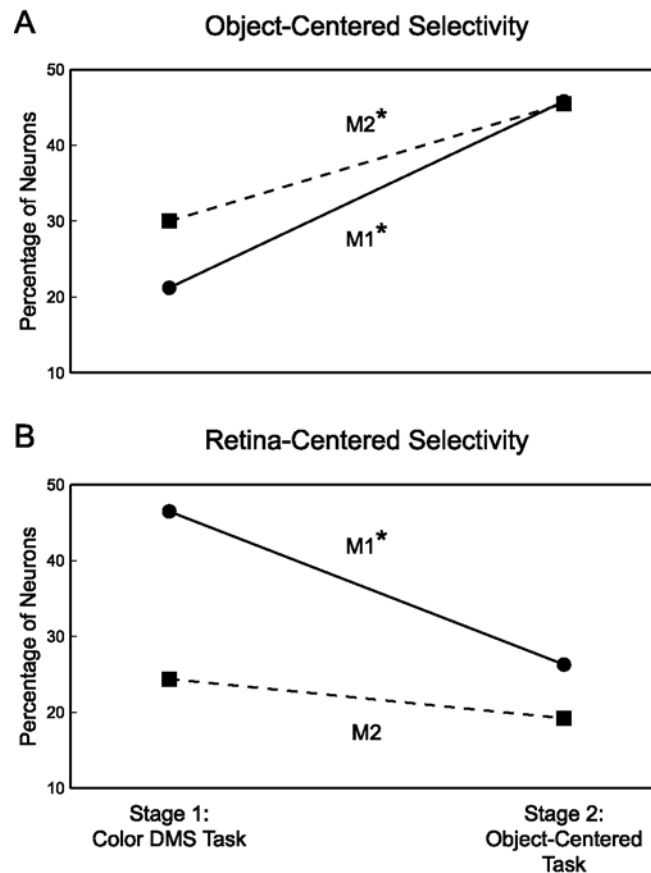 A
Object-Centered Selectivity
Percentage of Neurons
50
40
30
20
10
M2*
M1*
B
Retina-Centered Selectivity
Percentage of Neurons
50
40
30
20
10
M1*
M2
Stage 1:
Color DMS Task
Stage 2:
Object-Centered
Task